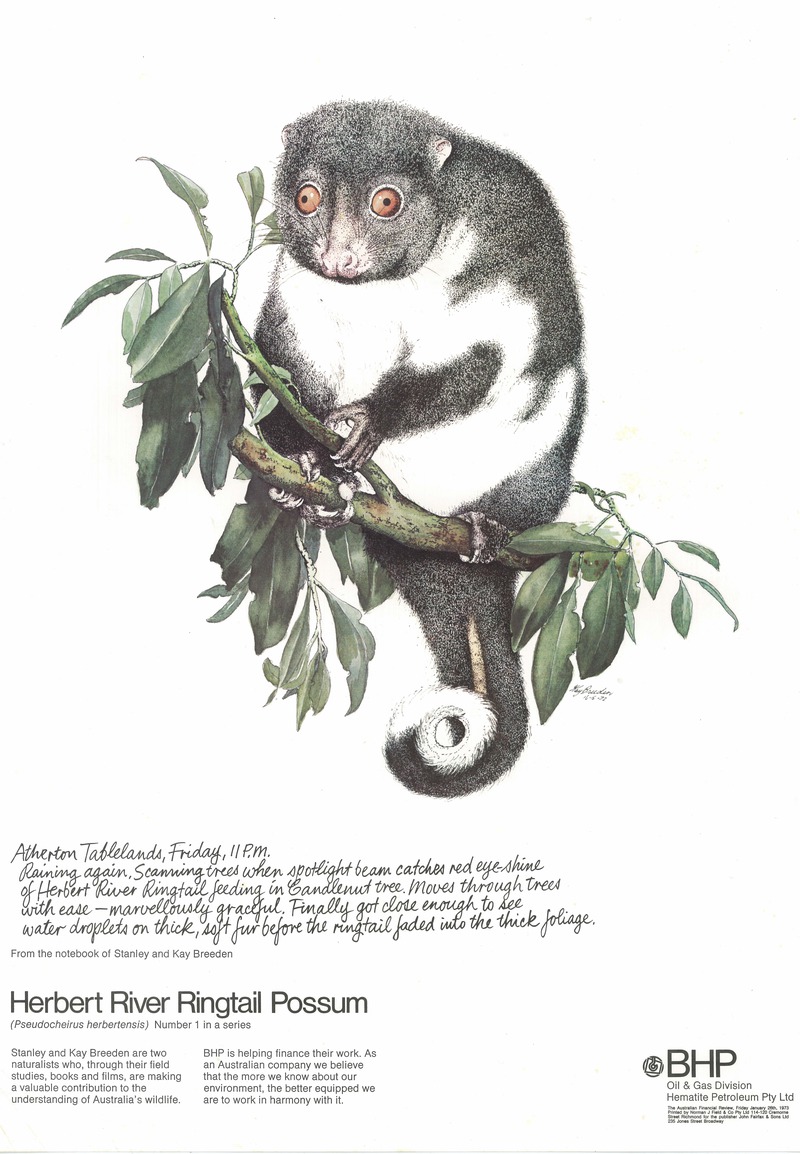 Kay Breeden
Atherton Tablelands, Friday, 11 P.M.
Raining again. Scanning trees when spotlight beam catches red eye-shine
of Herbert River Ringtail feeding in Candlenut tree. Moves through trees
with ease — marvellously graceful. Finally got close enough to see
water droplets on thick, soft fur before the ringtail faded into the thick foliage.
From the notebook of Stanley and Kay Breeden
Herbert River Ringtail Possum
(Pseudocheirus herbertensis) Number 1 in a series
Stanley and Kay Breeden are two
naturalists who, through their field
studies, books and films, are making
a valuable contribution to the
understanding of Australia's wildlife.
BHP is helping finance their work. As
an Australian company we believe
that the more we know about our
environment, the better equipped we
are to work in harmony with it.
BHP
Oil & Gas Division
Hematite Petroleum Pty Ltd
The Australian Financial Review, Friday January 26th, 1973
Printed by Norman J Field & Co Pty Ltd 114-120 Cremorne
Street Richmond for the publisher John Fairfax & Sons Ltd
235 Jones Street Broadway